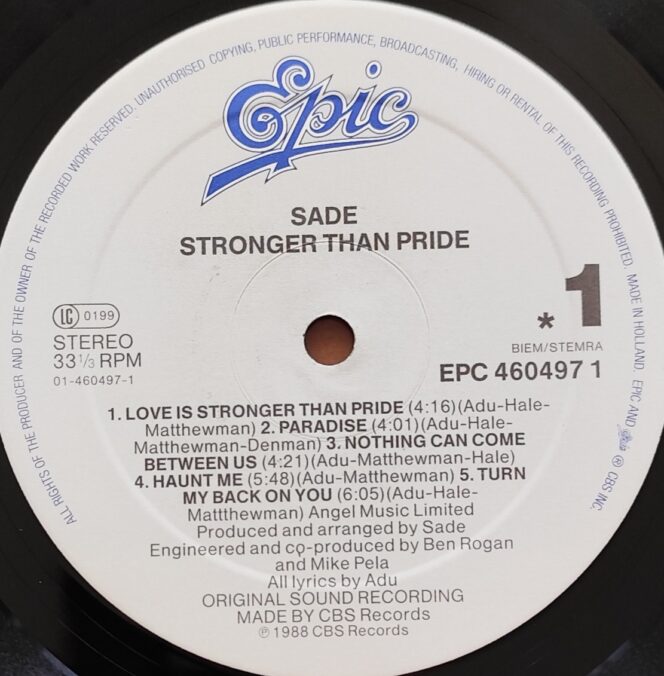 ALL RIGHTS OF THE PRODUCER AND OF THE OWNER OF THE RECORDED WORK RESERVED. UNAUTHORISED COPYING, PUBLIC PERFORMANCE, BROADCASTING, HIRING OR RENTAL OF THIS RECORDING PROHIBITED. MADE IN HOLLAND. EPIC AND Epic ℗ CBS INC.
Epic
SADE
STRONGER THAN PRIDE
LC 0199
STEREO
33 1/3 RPM
01-460497-1
* 1
BIEM/STEMRA
EPC 460497 1
1. LOVE IS STRONGER THAN PRIDE (4:16)(Adu-Hale-
Matthewman) 2. PARADISE (4:01)(Adu-Hale-
Matthewman-Denman) 3. NOTHING CAN COME
BETWEEN US (4:21)(Adu-Matthewman-Hale)
4. HAUNT ME (5:48)(Adu-Matthewman) 5. TURN
MY BACK ON YOU (6:05)(Adu-Hale-
Mattthewman) Angel Music Limited
Produced and arranged by Sade
Engineered and co-produced by Ben Rogan
and Mike Pela
All lyrics by Adu
ORIGINAL SOUND RECORDING
MADE BY CBS Records
℗ 1988 CBS Records